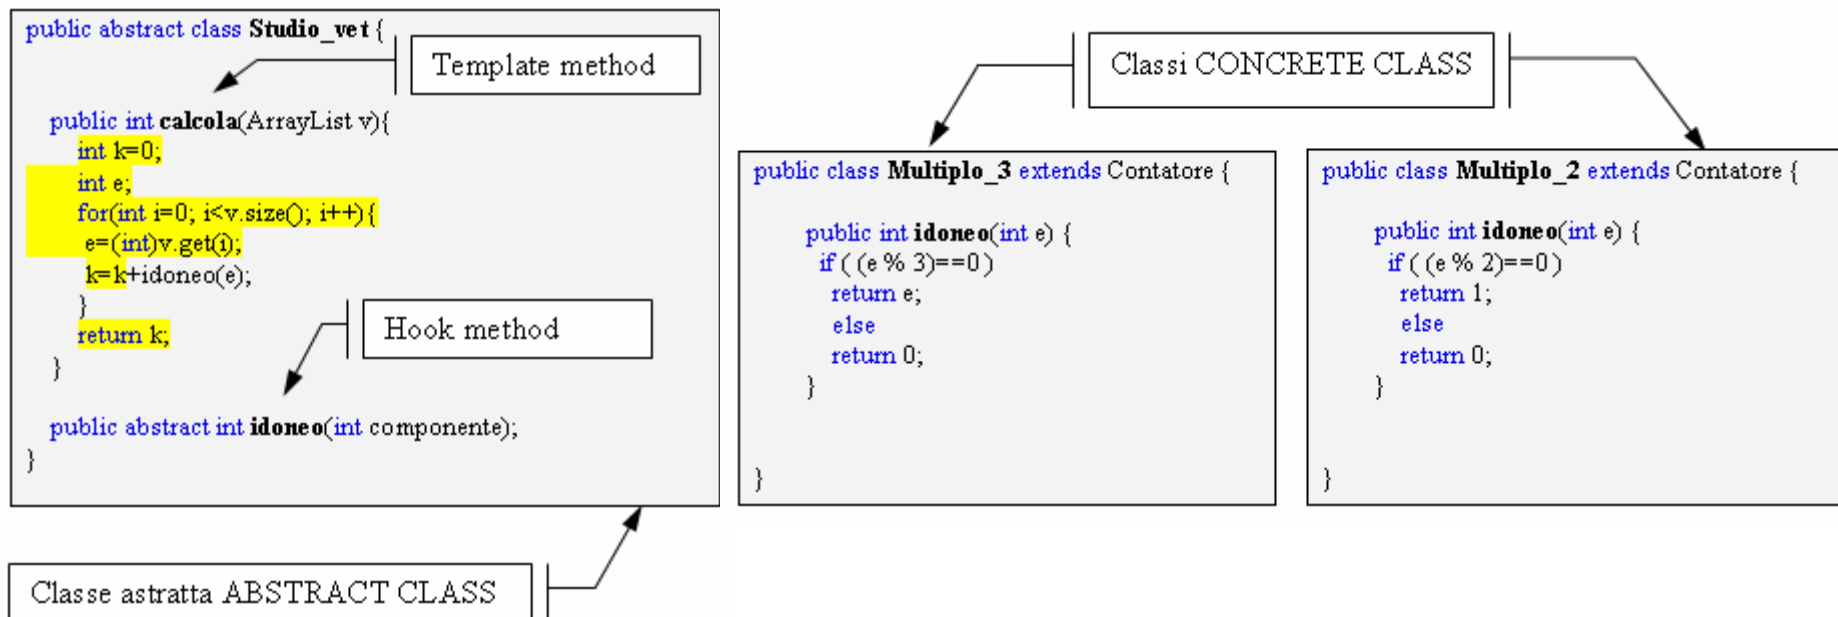 public abstract class Studio_vet {
Template method
public int calcola(ArrayList v){
int k=0;
int e;
for(int i=0; i<v.size(); i++){
e=(int)v.get(i);
k=k+idoneo(e);
}
return k;
}
Hook method
public abstract int idoneo(int componente);
}
Classe astratta ABSTRACT CLASS
Classi CONCRETE CLASS
public class Multiplo_3 extends Contatore {
public int idoneo(int e) {
if ( (e % 3)==0 )
return e;
else
return 0;
}
}
public class Multiplo_2 extends Contatore {
public int idoneo(int e) {
if ( (e % 2)==0 )
return 1;
else
return 0;
}
}